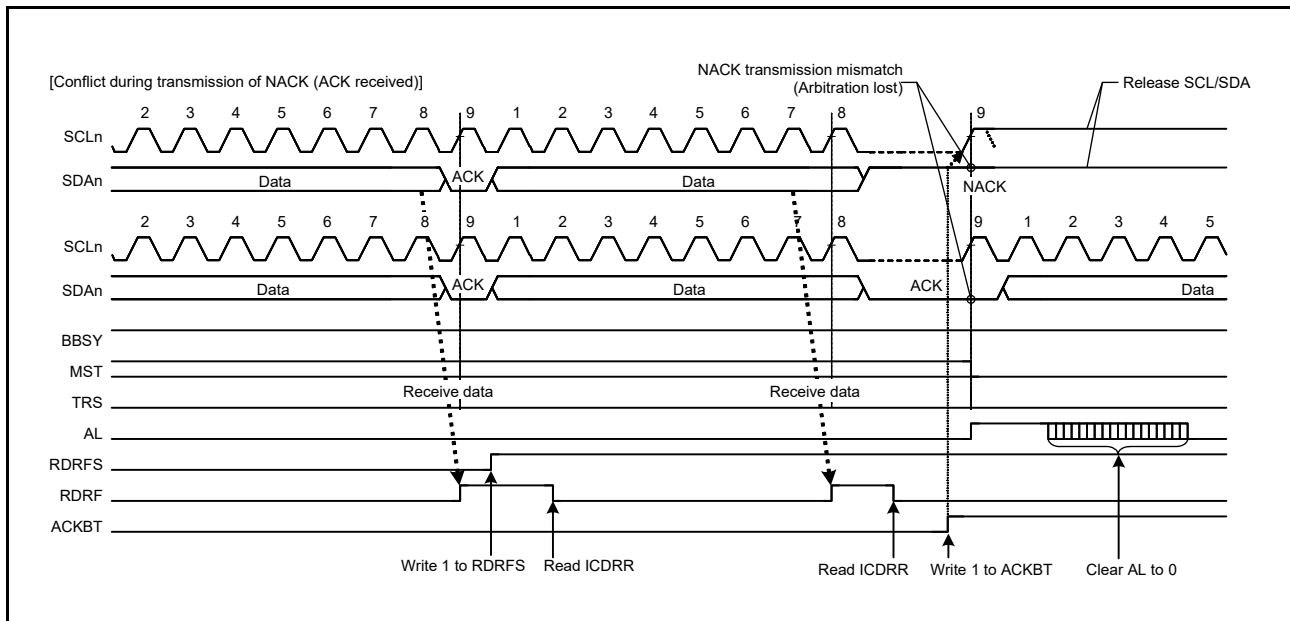 [Conflict during transmission of NACK (ACK received)]
NACK transmission mismatch
(Arbitration lost)
Release SCL/SDA
2 3 4 5 6 7 8 9 1 2 3 4 5 6 7 8 9
SCLn
SDAn Data ACK Data NACK
2 3 4 5 6 7 8 9 1 2 3 4 5 6 7 8 9 1 2 3 4 5
SCLn
SDAn Data ACK Data ACK Data
BBSY
MST
Receive data Receive data
TRS
AL
RDRFS
RDRF
ACKBT
Write 1 to RDRFS Read ICDRR Read ICDRR Write 1 to ACKBT Clear AL to 0